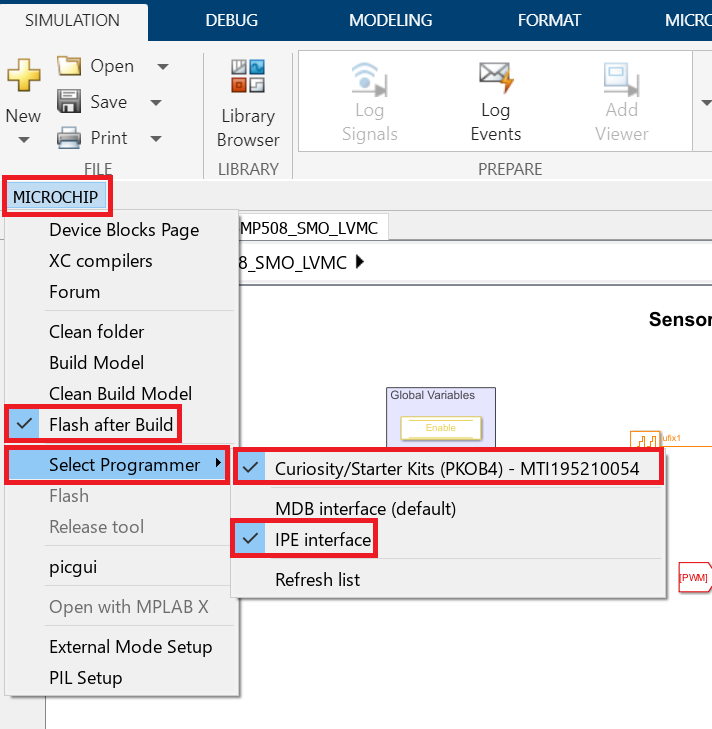 SIMULATION
DEBUG
MODELING
FORMAT
MICRO
New
Open
Save
Print
FILE
Library
Browser
LIBRARY
Log
Signals
Log
Events
Add
Viewer
PREPARE
MICROCHIP
MP508_SMO_LVMC
8_SMO_LVMC
Device Blocks Page
XC compilers
Forum
Clean folder
Build Model
Clean Build Model
Flash after Build
Select Programmer
Flash
Release tool
picgui
Open with MPLAB X
External Mode Setup
PIL Setup
Curiosity/Starter Kits (PKOB4) - MTI195210054
MDB interface (default)
IPE interface
Refresh list
Sensor
Global Variables
Enable
ufix1
[PWM]